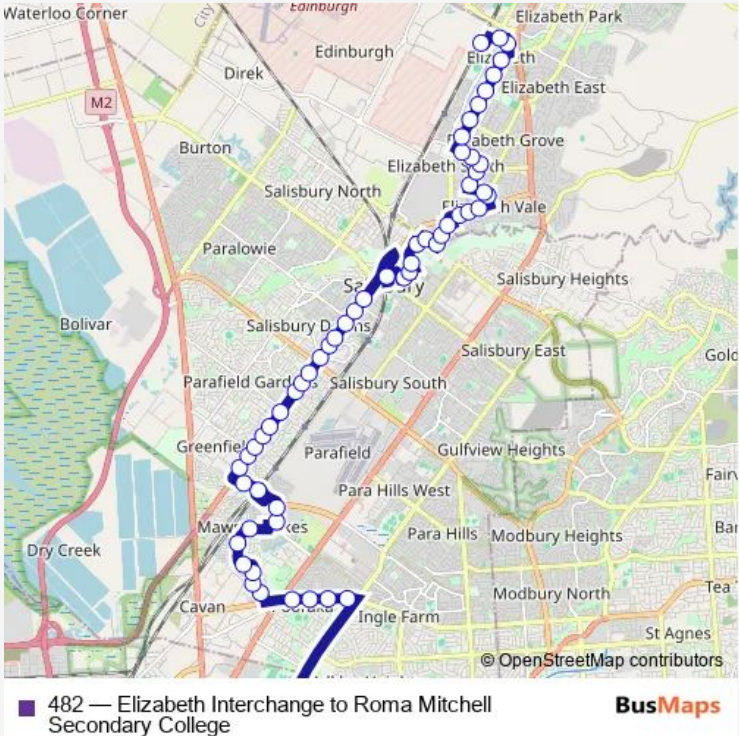 Waterloo Corner
City
Edinburgh
Elizabeth Park
Edinburgh
Direk
Elizabeth East
M2
Burton
Salisbury North
Paralowie
Salisbury Heights
Bolivar
Salisbury East
Salisbury South
Parafield
Gulfview Heights
Para Hills West
Para Hills
Modbury Heights
Dry Creek
Modbury North
Cavan
Ingle Farm
St Agnes
© OpenStreetMap contributors
482 — Elizabeth Interchange to Roma Mitchell
Secondary College
BusMaps